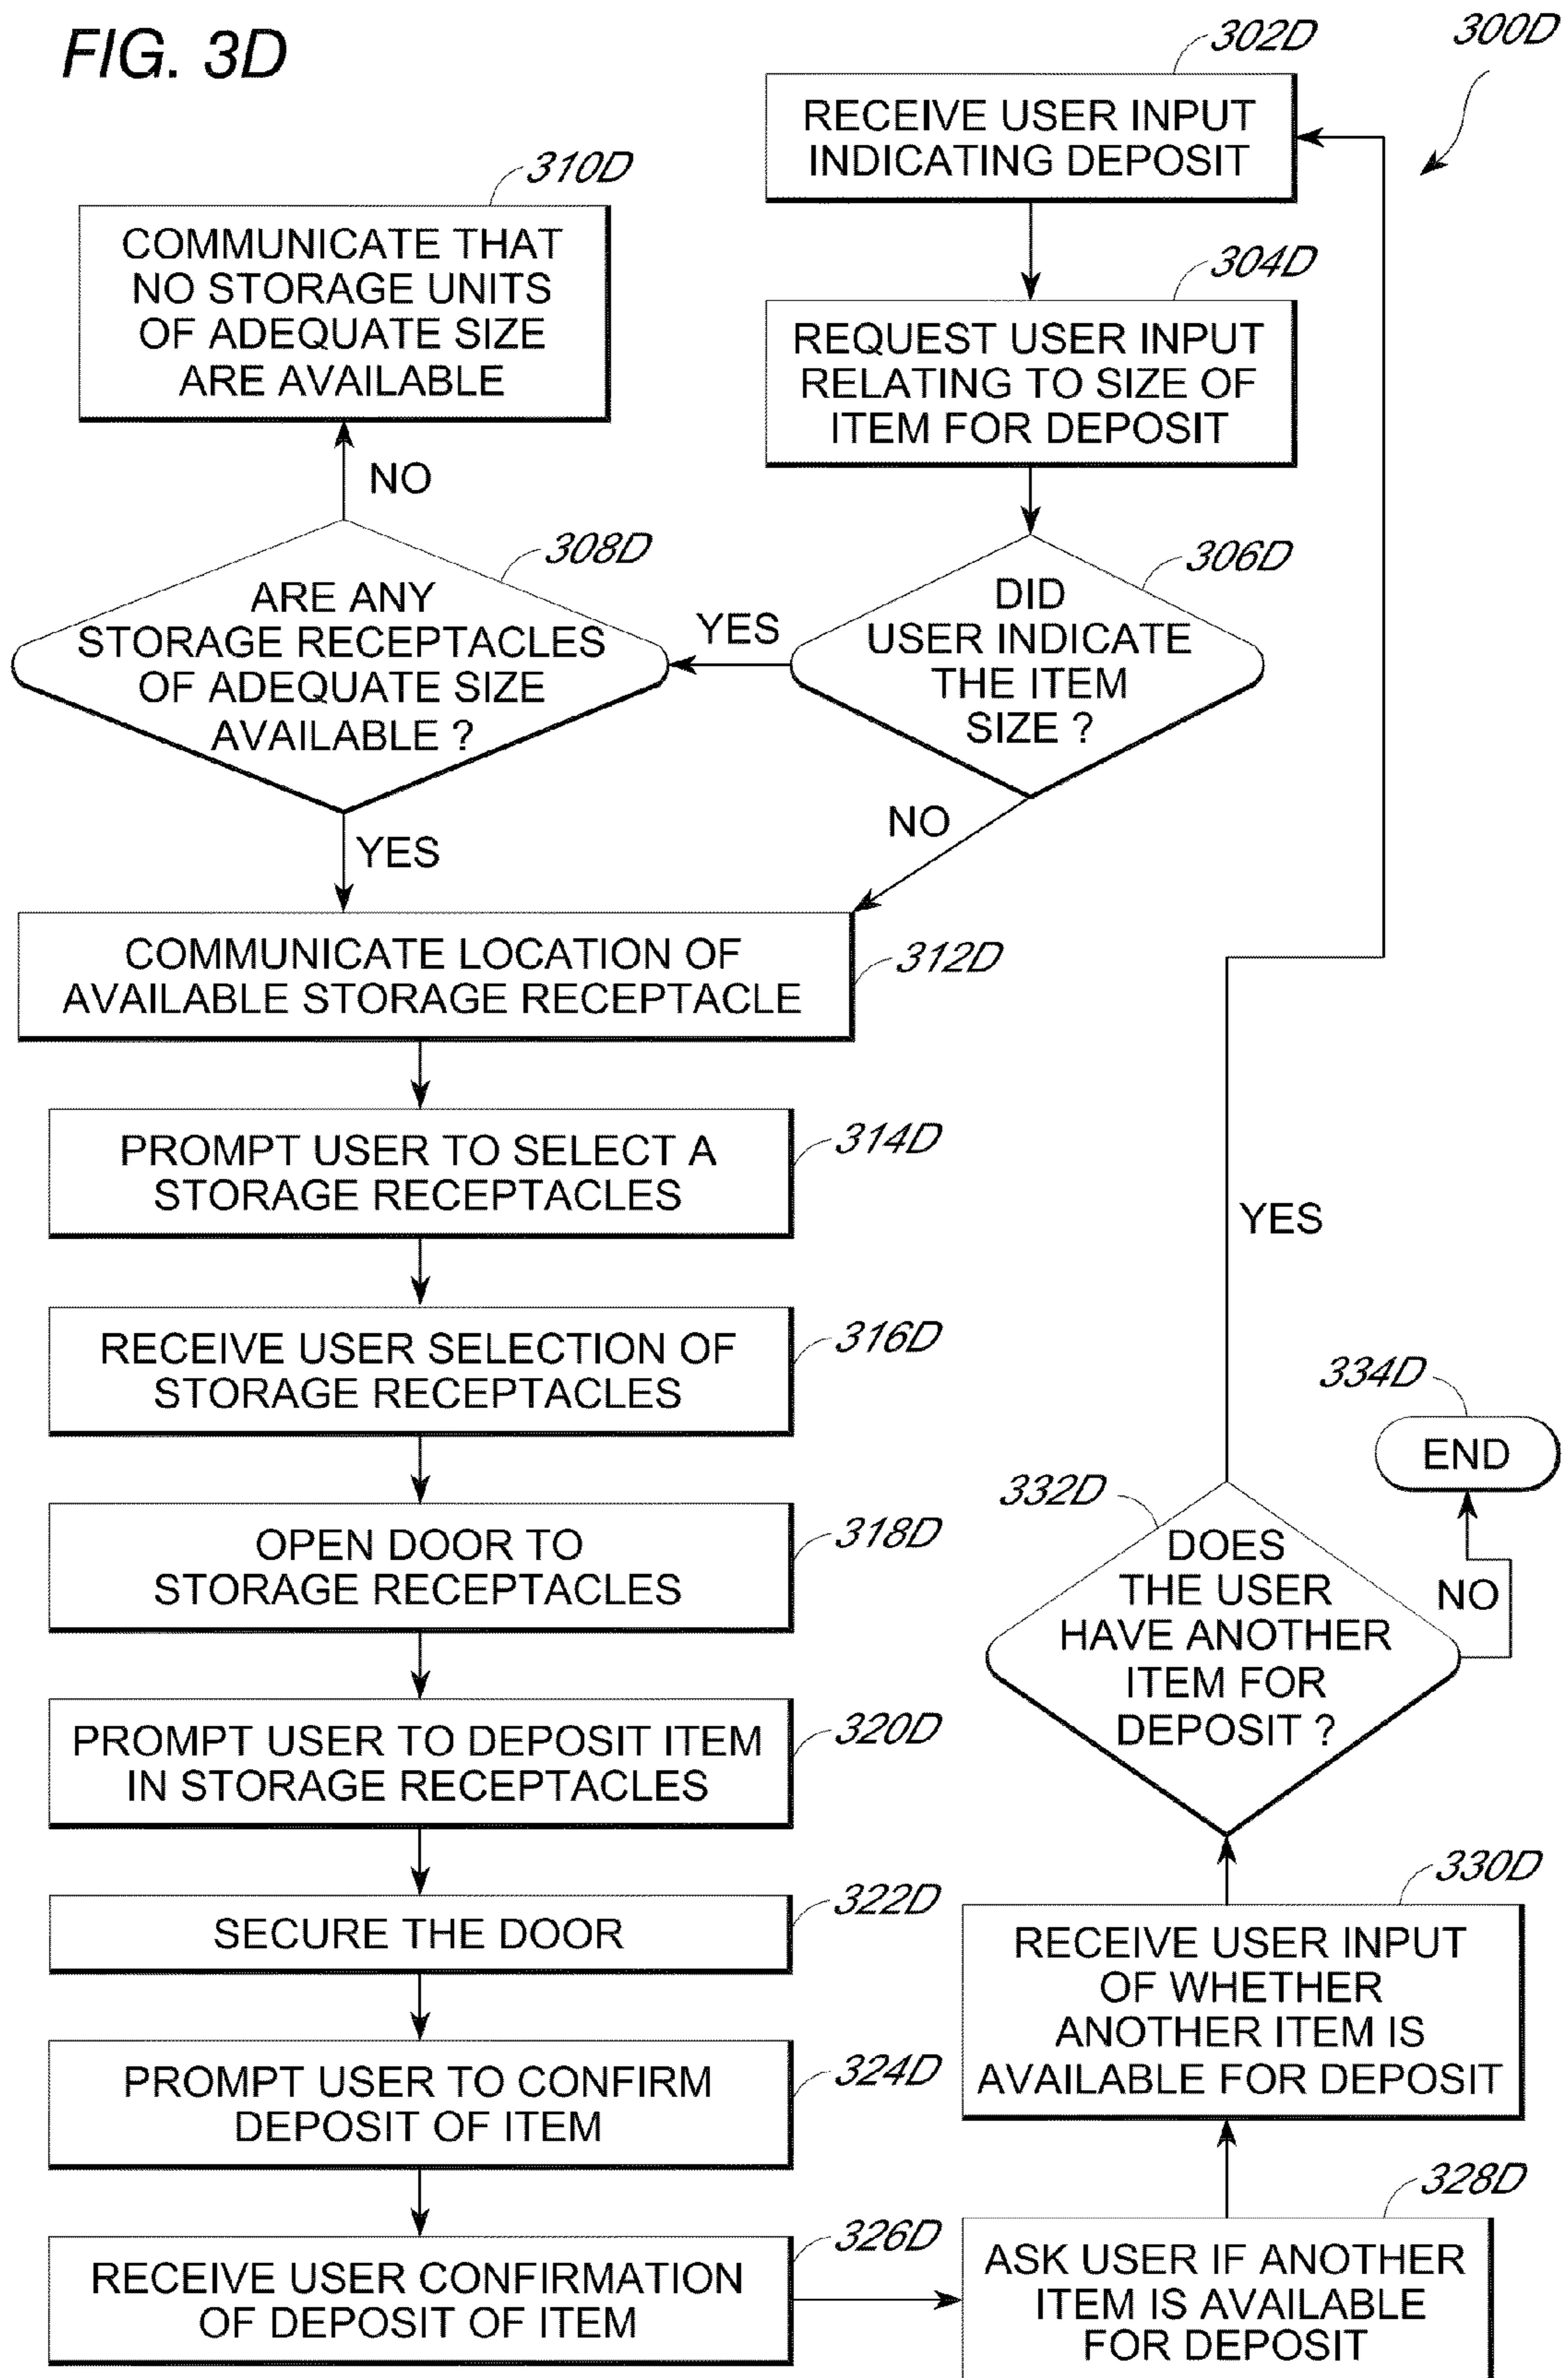 FIG. 3D
300D
302D
RECEIVE USER INPUT
INDICATING DEPOSIT
304D
REQUEST USER INPUT
RELATING TO SIZE OF
ITEM FOR DEPOSIT
306D
DID
USER INDICATE
THE ITEM
SIZE ?
YES
NO
308D
ARE ANY
STORAGE RECEPTACLES
OF ADEQUATE SIZE
AVAILABLE ?
NO
310D
COMMUNICATE THAT
NO STORAGE UNITS
OF ADEQUATE SIZE
ARE AVAILABLE
YES
COMMUNICATE LOCATION OF
AVAILABLE STORAGE RECEPTACLE
312D
PROMPT USER TO SELECT A
STORAGE RECEPTACLES
314D
RECEIVE USER SELECTION OF
STORAGE RECEPTACLES
316D
OPEN DOOR TO
STORAGE RECEPTACLES
318D
PROMPT USER TO DEPOSIT ITEM
IN STORAGE RECEPTACLES
320D
SECURE THE DOOR
322D
PROMPT USER TO CONFIRM
DEPOSIT OF ITEM
324D
RECEIVE USER CONFIRMATION
OF DEPOSIT OF ITEM
326D
328D
ASK USER IF ANOTHER
ITEM IS AVAILABLE
FOR DEPOSIT
330D
RECEIVE USER INPUT
OF WHETHER
ANOTHER ITEM IS
AVAILABLE FOR DEPOSIT
332D
DOES
THE USER
HAVE ANOTHER
ITEM FOR
DEPOSIT ?
YES
NO
334D
END